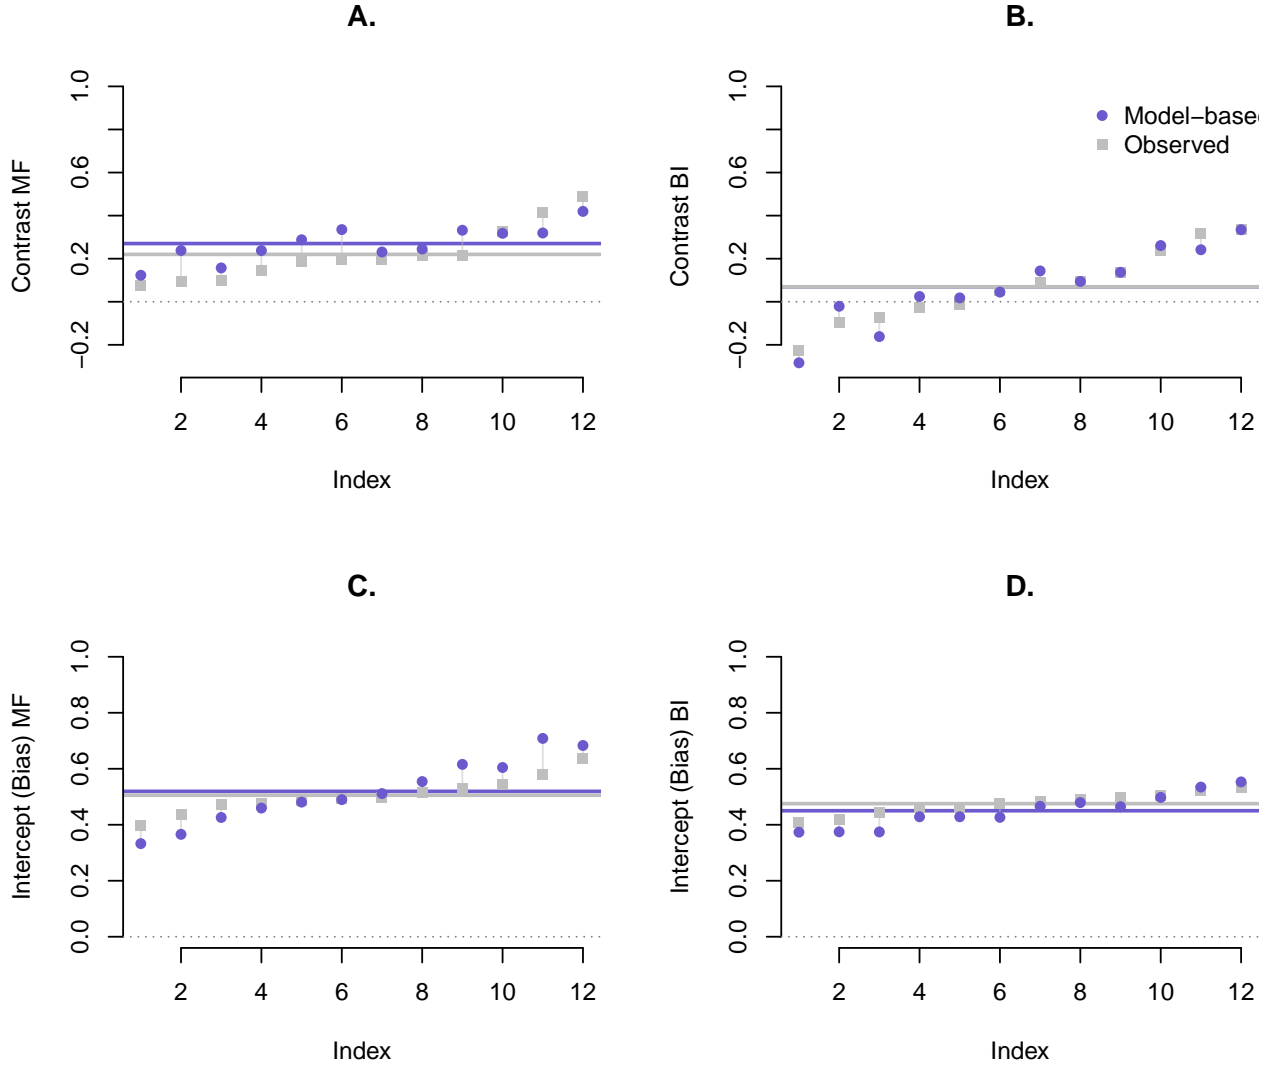 A.
Contrast MF
1.0
0.6
0.2
−0.2
2 4 6 8 10 12
Index
B.
Contrast BI
1.0
0.6
0.2
−0.2
Model−base
Observed
2 4 6 8 10 12
Index
C.
Intercept (Bias) MF
1.0
0.8
0.6
0.4
0.2
0.0
2 4 6 8 10 12
Index
D.
Intercept (Bias) BI
1.0
0.8
0.6
0.4
0.2
0.0
2 4 6 8 10 12
Index